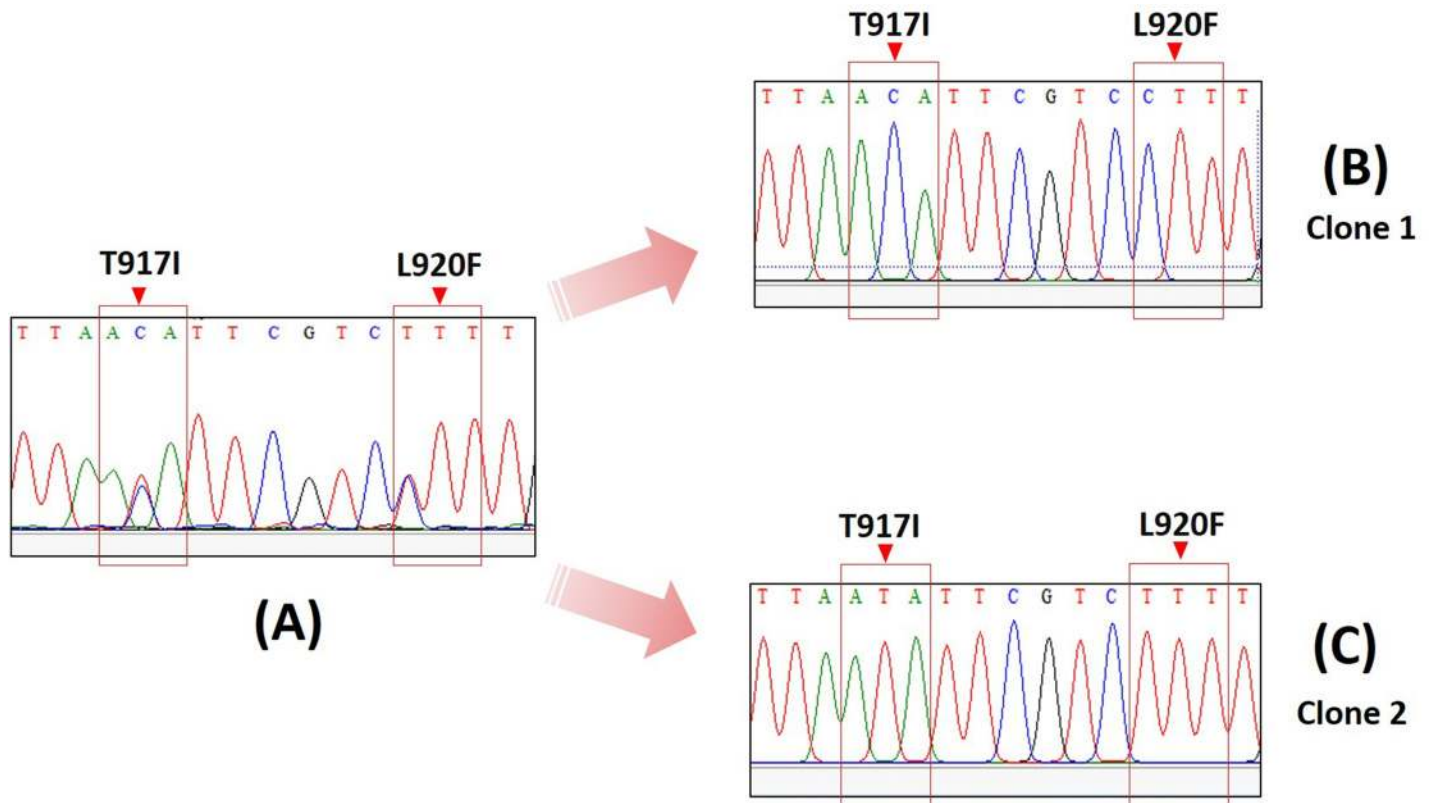 T917I L920F
T T A A C A T T C G T C T T T T
(A)
T917I L920F
T T A A C A T T C G T C C T T T
(B)
Clone 1
T917I L920F
T T A A T A T T C G T C T T T T
(C)
Clone 2